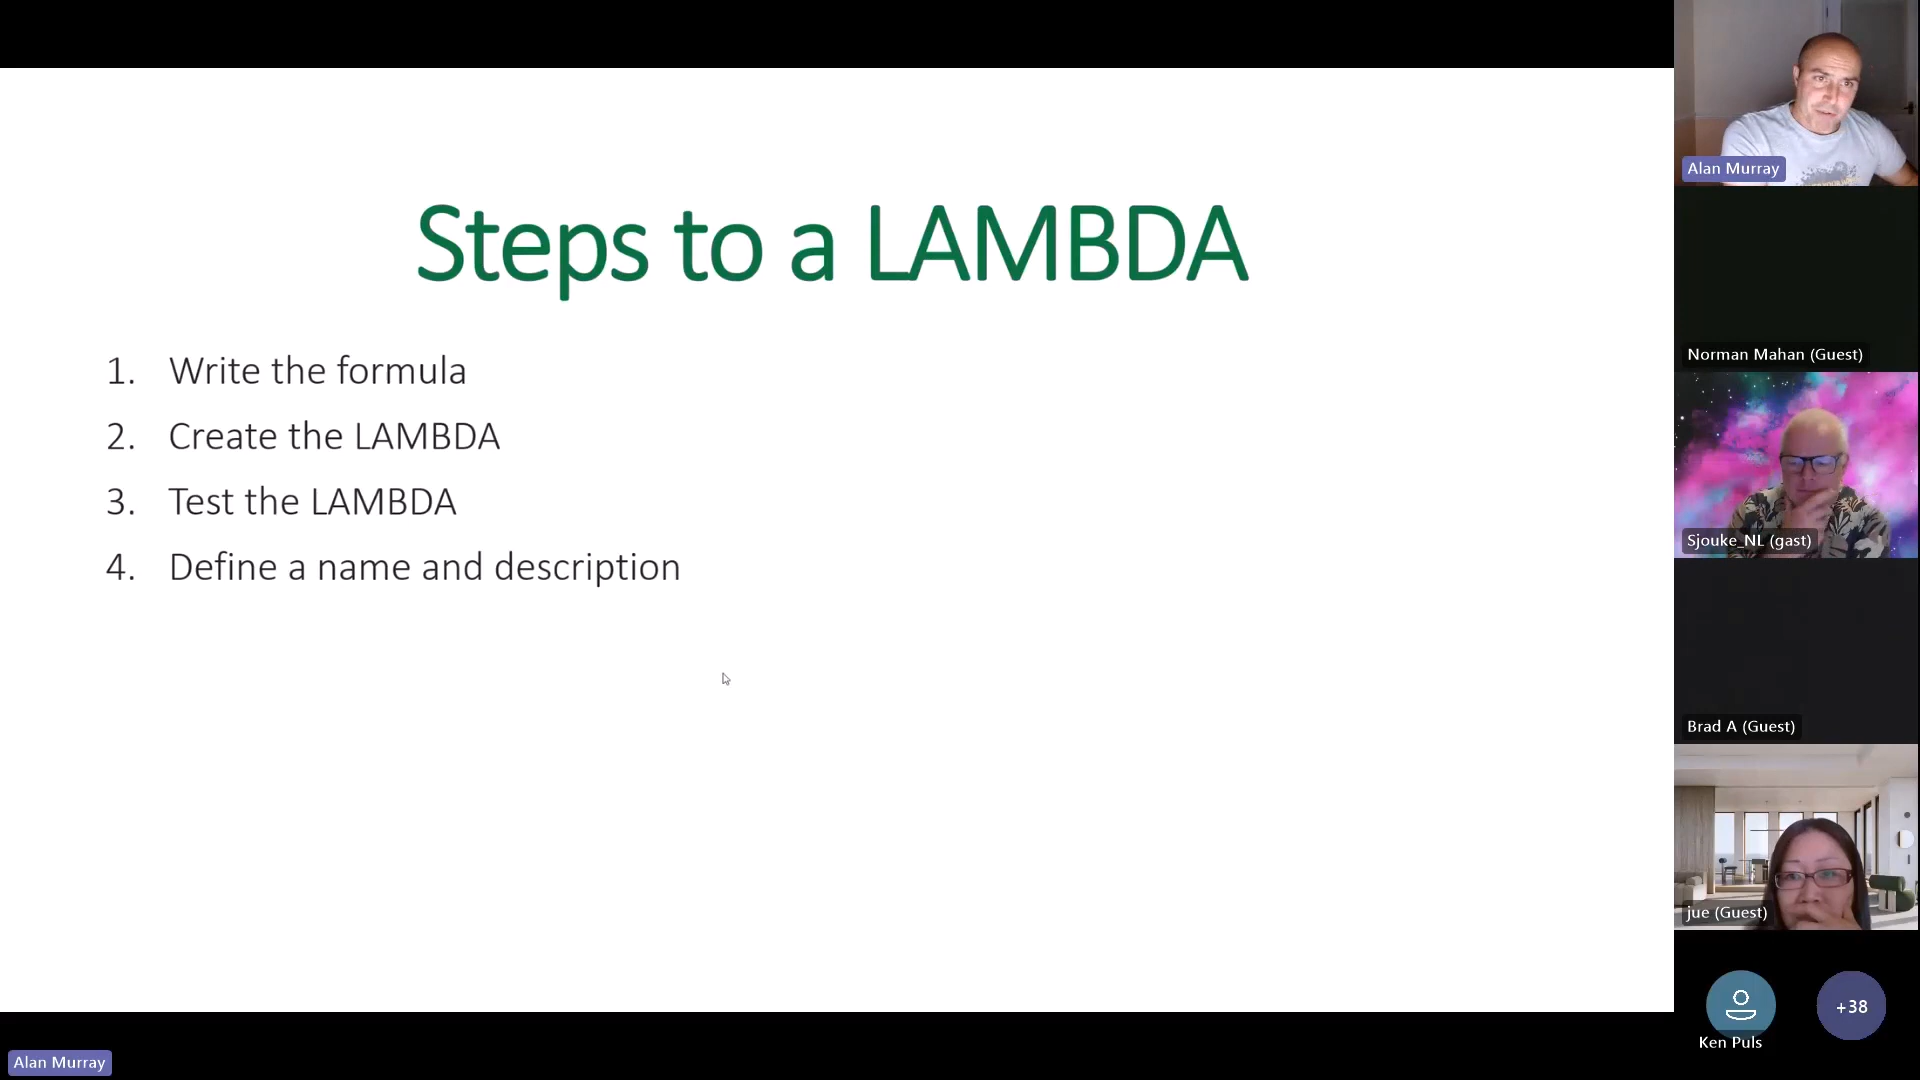 Steps to a LAMBDA
1. Write the formula
2. Create the LAMBDA
3. Test the LAMBDA
4. Define a name and description
Alan Murray
Alan Murray
Norman Mahan (Guest)
Sjouke_NL (gast)
Brad A (Guest)
jue (Guest)
Ken Puls
+38